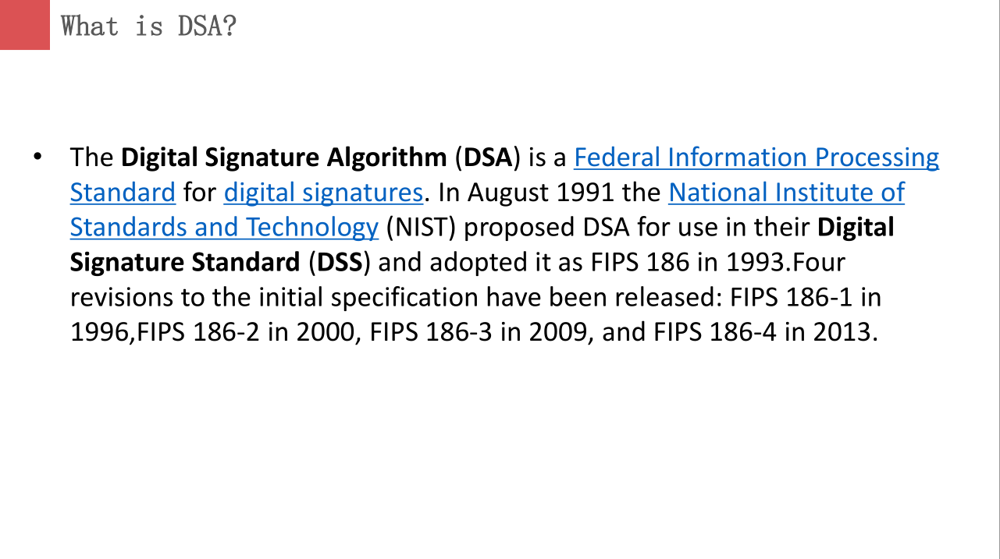 What is DSA?
• The Digital Signature Algorithm (DSA) is a Federal Information Processing
Standard for digital signatures. In August 1991 the National Institute of
Standards and Technology (NIST) proposed DSA for use in their Digital
Signature Standard (DSS) and adopted it as FIPS 186 in 1993.Four
revisions to the initial specification have been released: FIPS 186-1 in
1996,FIPS 186-2 in 2000, FIPS 186-3 in 2009, and FIPS 186-4 in 2013.